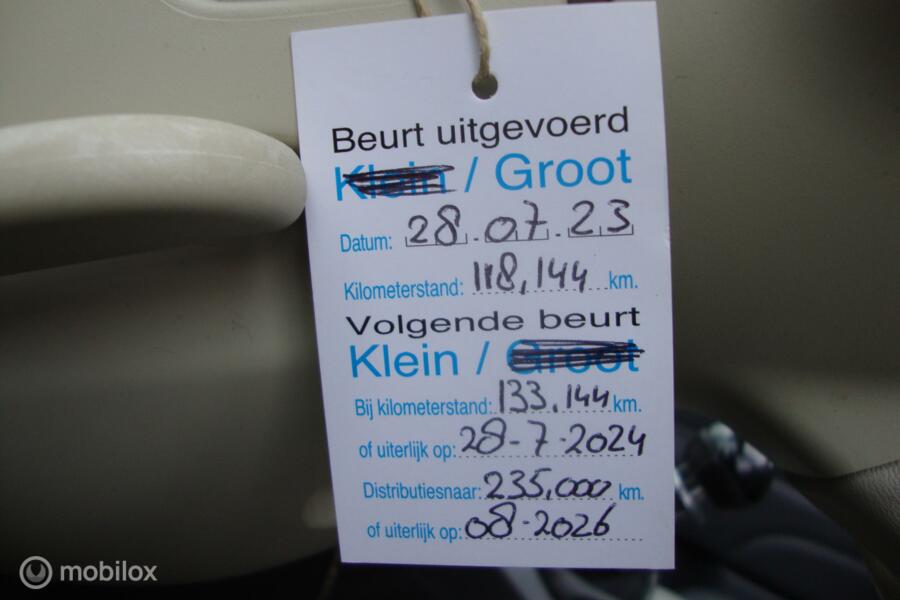 Beurt uitgevoerd
Klein / Groot
Datum: 28.07.23
Kilometerstand: 118,144 km.
Volgende beurt
Klein / Groot
Bij kilometerstand: 133.144 km.
of uiterlijk op: 28-7-2024
Distributiesnaar: 235,000 km.
of uiterlijk op: 08-2026
mobilox